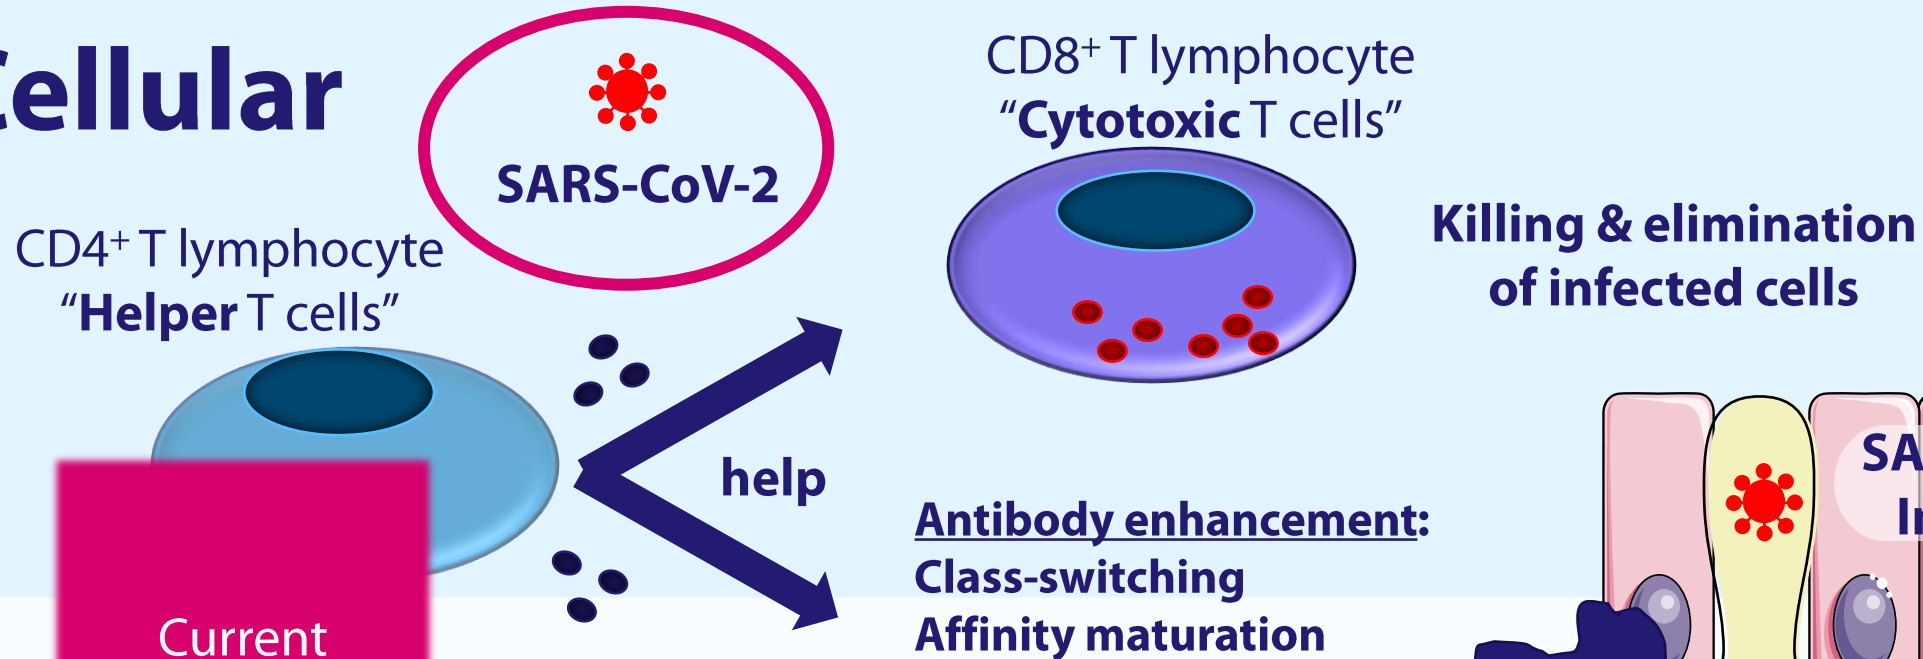 Cellular
SARS-CoV-2
CD4⁺ T lymphocyte
“Helper T cells”
CD8⁺ T lymphocyte
“Cytotoxic T cells”
Killing & elimination
of infected cells
help
Antibody enhancement:
Class-switching
Affinity maturation
Current